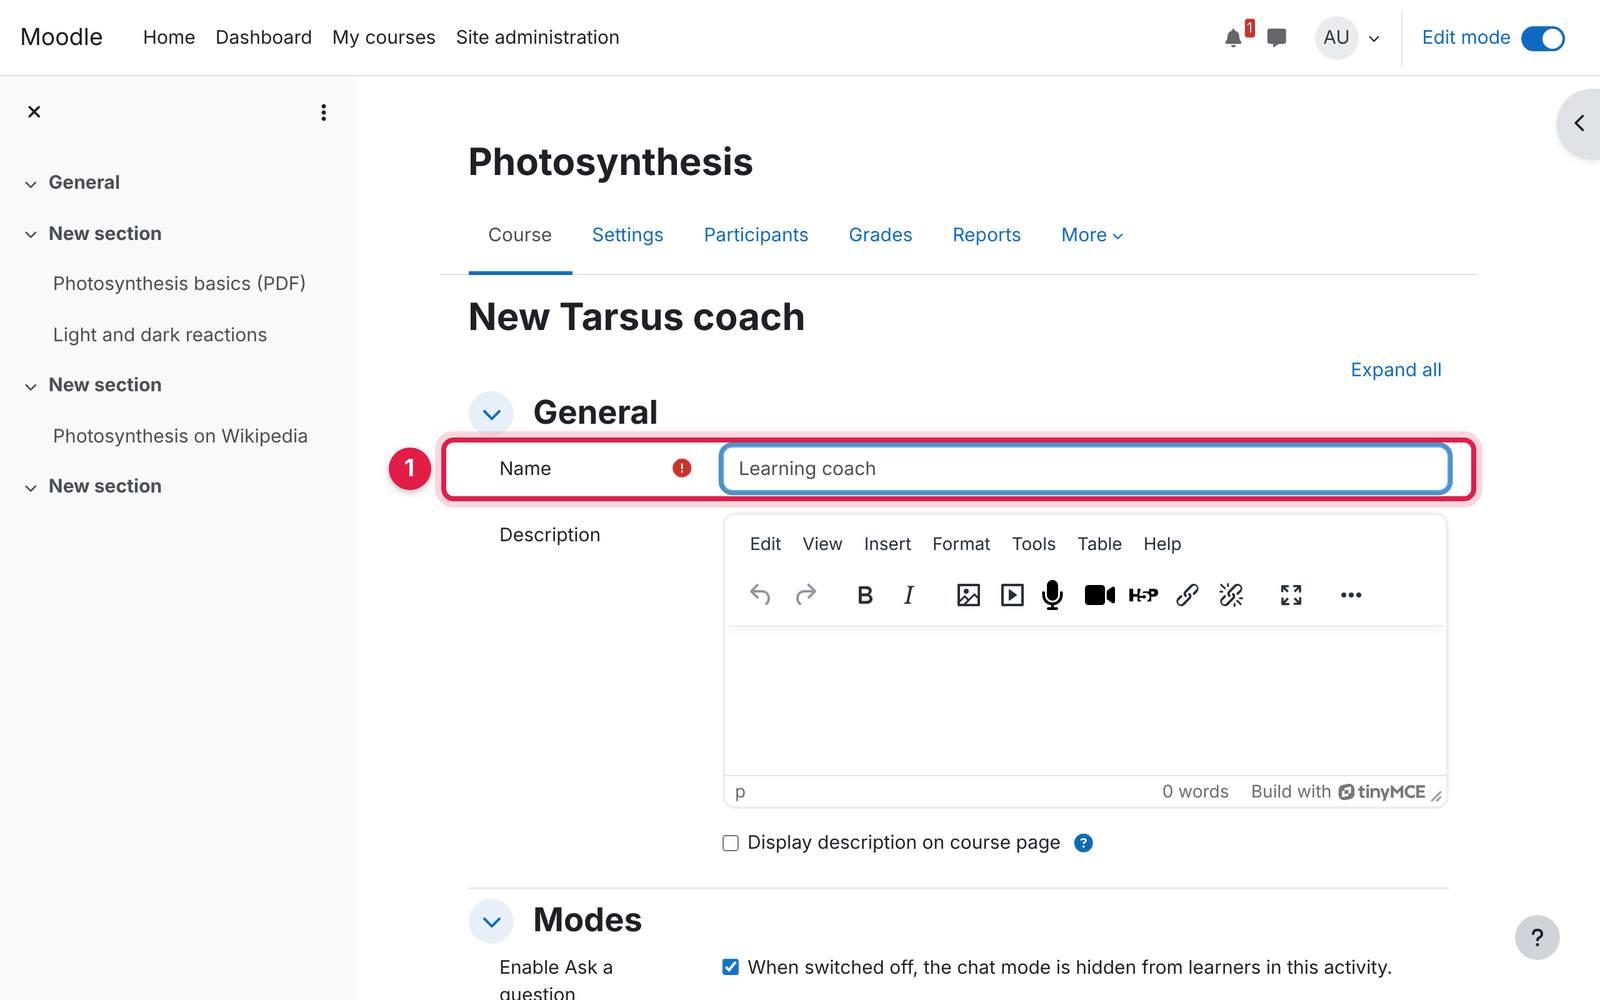 Moodle
Home
Dashboard
My courses
Site administration
1
AU
Edit mode
General
New section
Photosynthesis basics (PDF)
Light and dark reactions
New section
Photosynthesis on Wikipedia
New section
Photosynthesis
Course
Settings
Participants
Grades
Reports
More
New Tarsus coach
Expand all
General
1
Name
!
Learning coach
Description
Edit
View
Insert
Format
Tools
Table
Help
B
I
H5P
p
0 words
Build with tinyMCE
Display description on course page
?
Modes
Enable Ask a
question
When switched off, the chat mode is hidden from learners in this activity.
?